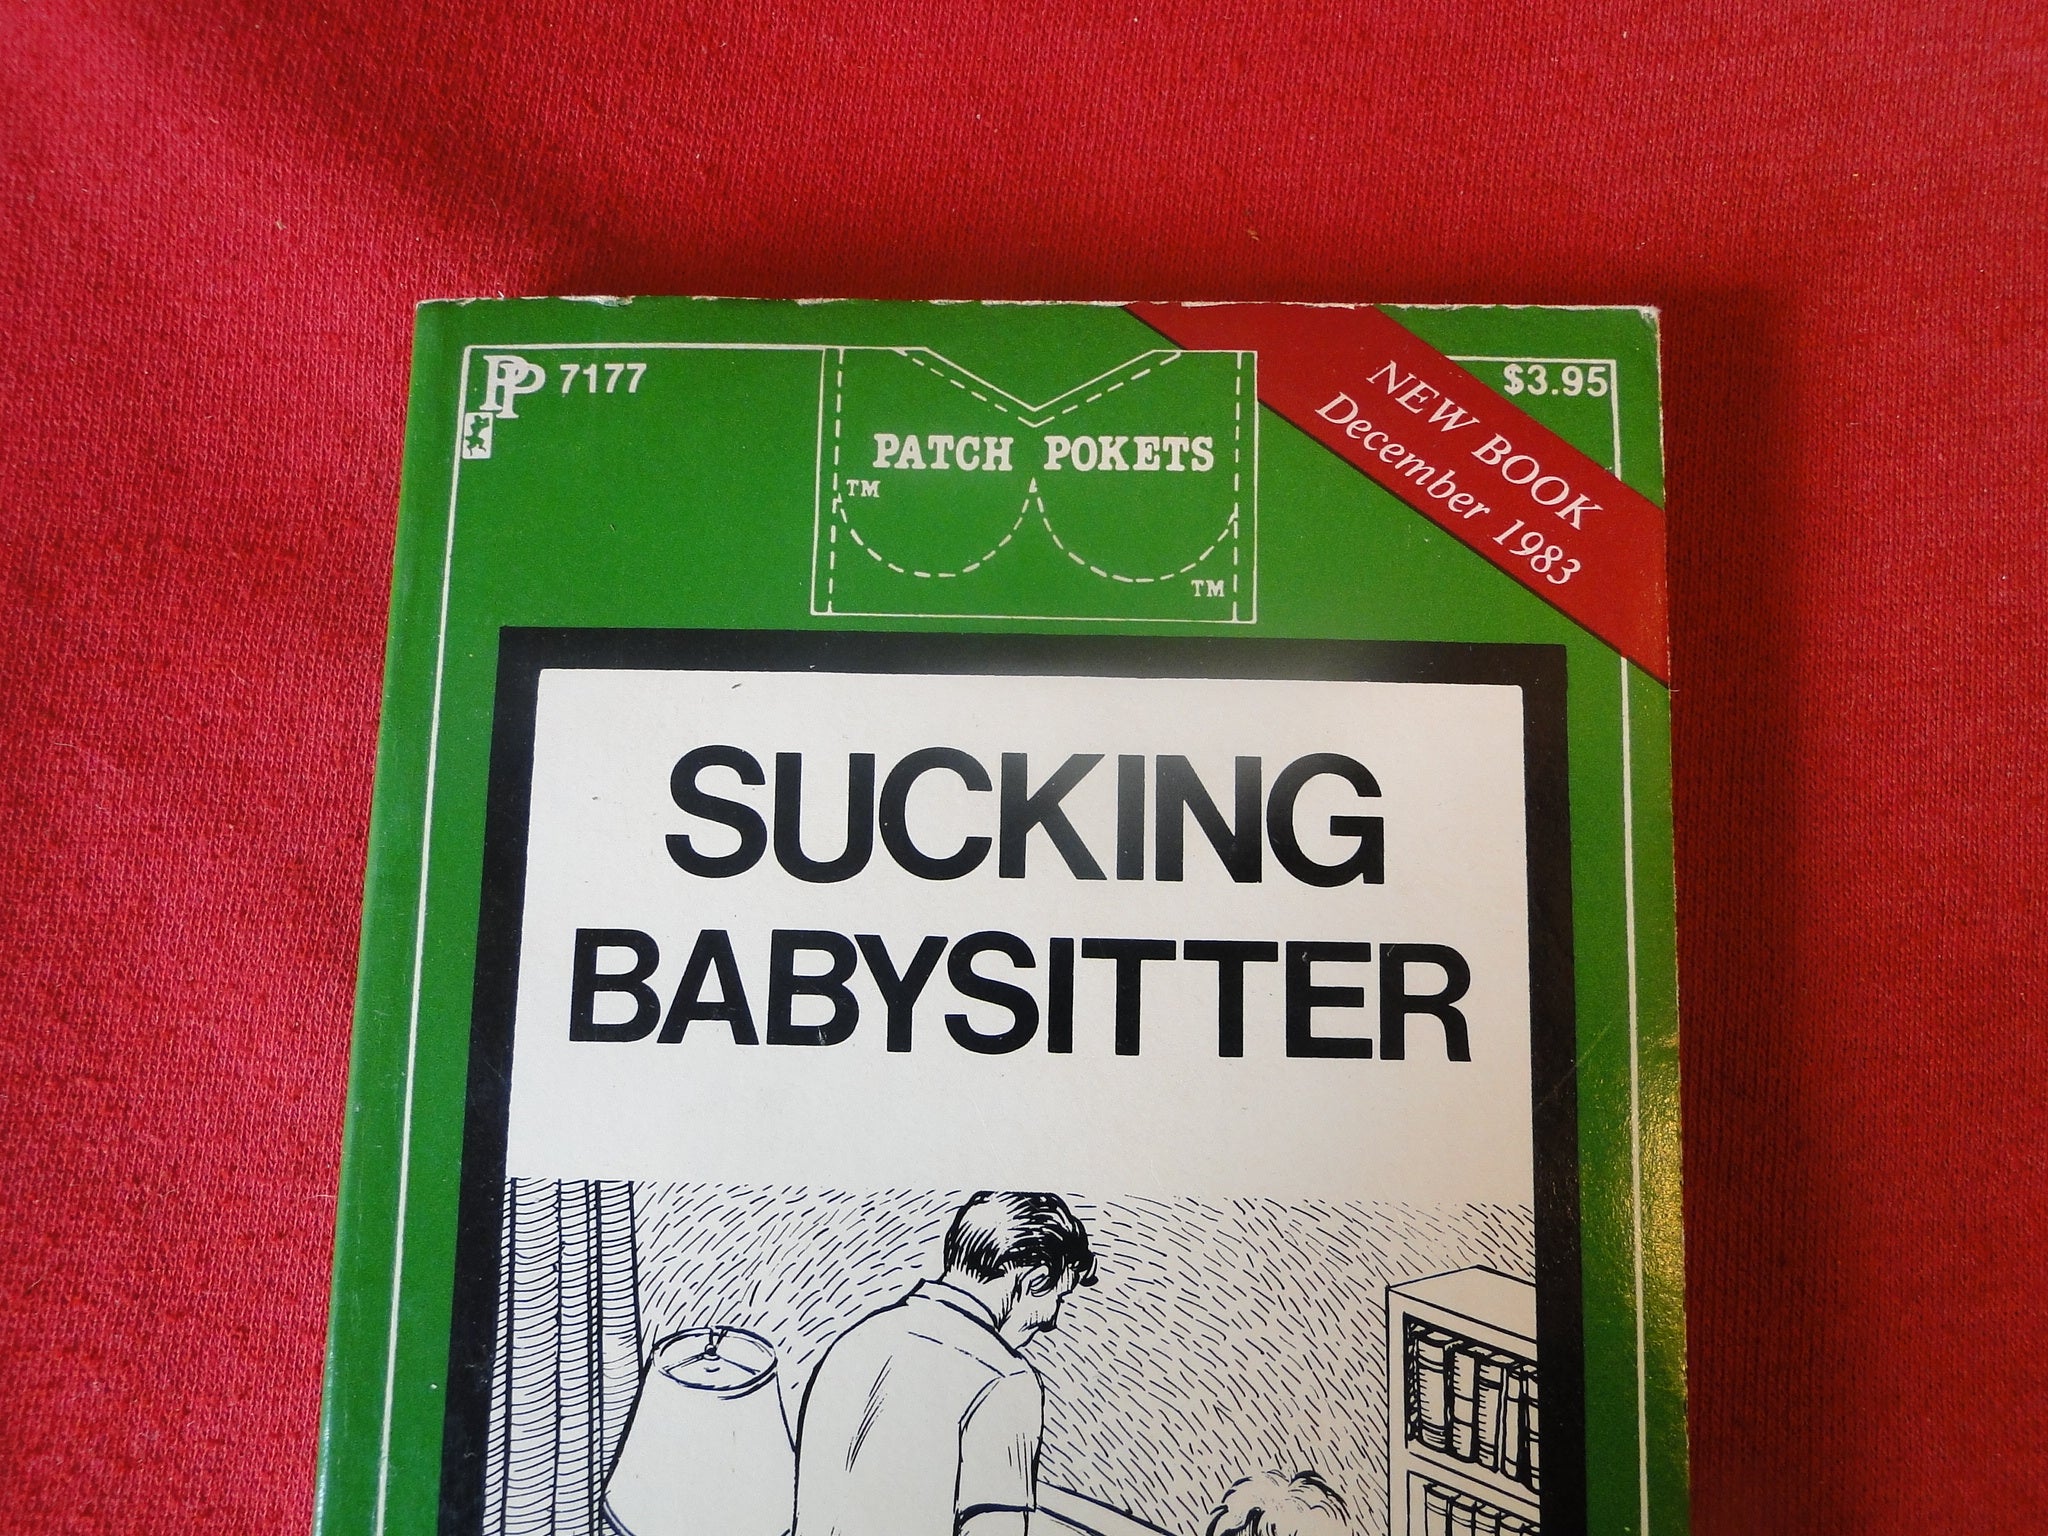 PP 7177
$3.95
PATCH POKETS
TM
TM
NEW BOOK
December 1983
SUCKING
BABYSITTER